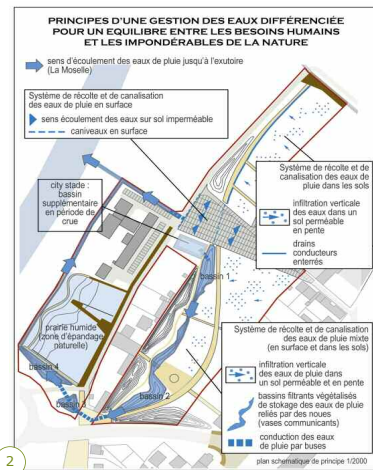 PRINCIPES D'UNE GESTION DES EAUX DIFFÉRENCIÉE
POUR UN EQUILIBRE ENTRE LES BESOINS HUMAINS
ET LES IMPONDÉRABLES DE LA NATURE
sens d'écoulement des eaux de pluie jusqu'à l'exutoire
(La Moselle)
Système de récolte et de canalisation
des eaux de pluie en surface
sens écoulement des eaux sur sol imperméable
caniveaux en surface
city stade :
bassin
supplémentaire
en période de
crue
Système de récolte et de
canalisation des eaux de
pluie dans les sols
infiltration verticale
des eaux dans un
sol perméable
en pente
drains
conducteurs
enterrés
bassin 1
prairie humide
(zone d'épandage
naturelle)
bassin 4
bassin 3
bassin 2
Système de récolte et de canalisation
des eaux de pluie mixte
(en surface et dans les sols)
infiltration verticale
des eaux de pluie dans
un sol perméable et en pente
bassins filtrants végétalisés
de stokage des eaux de pluie
reliés par des noues
(vases communicants)
conduction des eaux
de pluie par buses
plan schematique de principe 1/2000
2